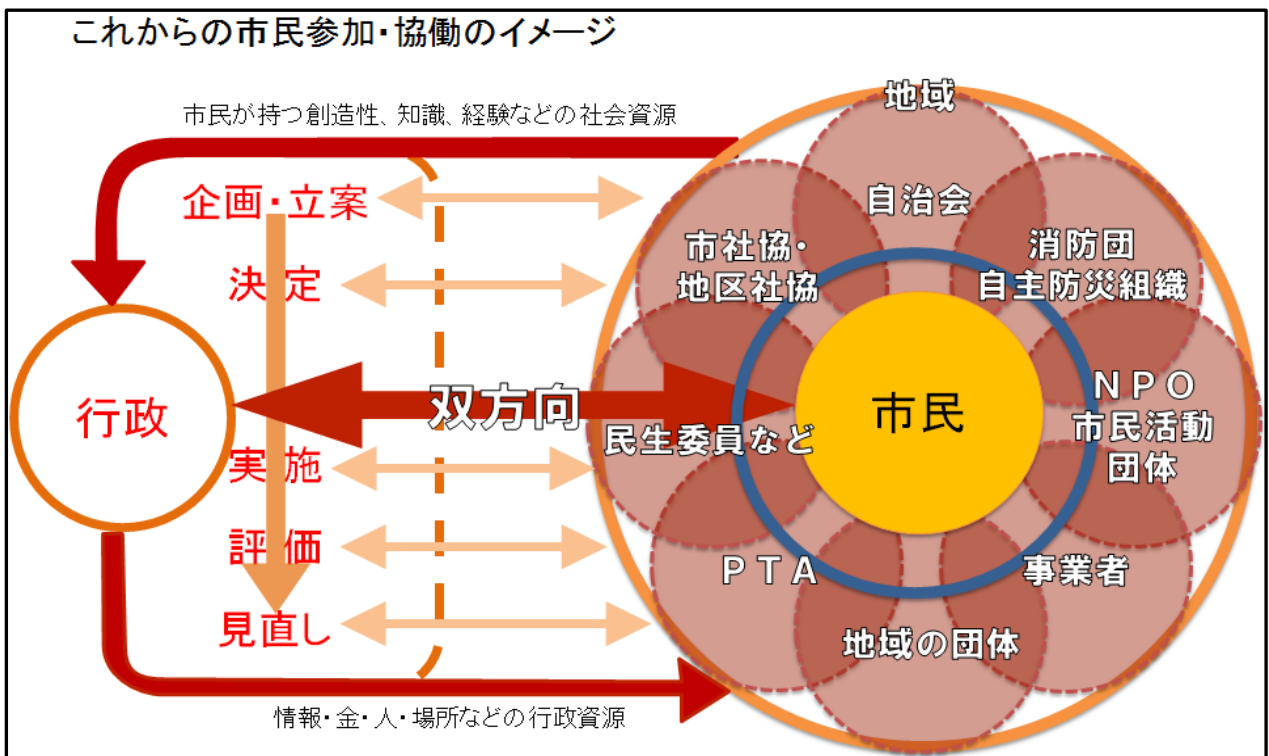 これからの市民参加・協働のイメージ
市民が持つ創造性、知識、経験などの社会資源
企画・立案
決定
行政
双方向
実施
評価
見直し
情報・金・人・場所などの行政資源
地域
自治会
市社協・
地区社協
消防団
自主防災組織
民生委員など
市民
ＮＰＯ
市民活動
団体
ＰＴＡ
事業者
地域の団体